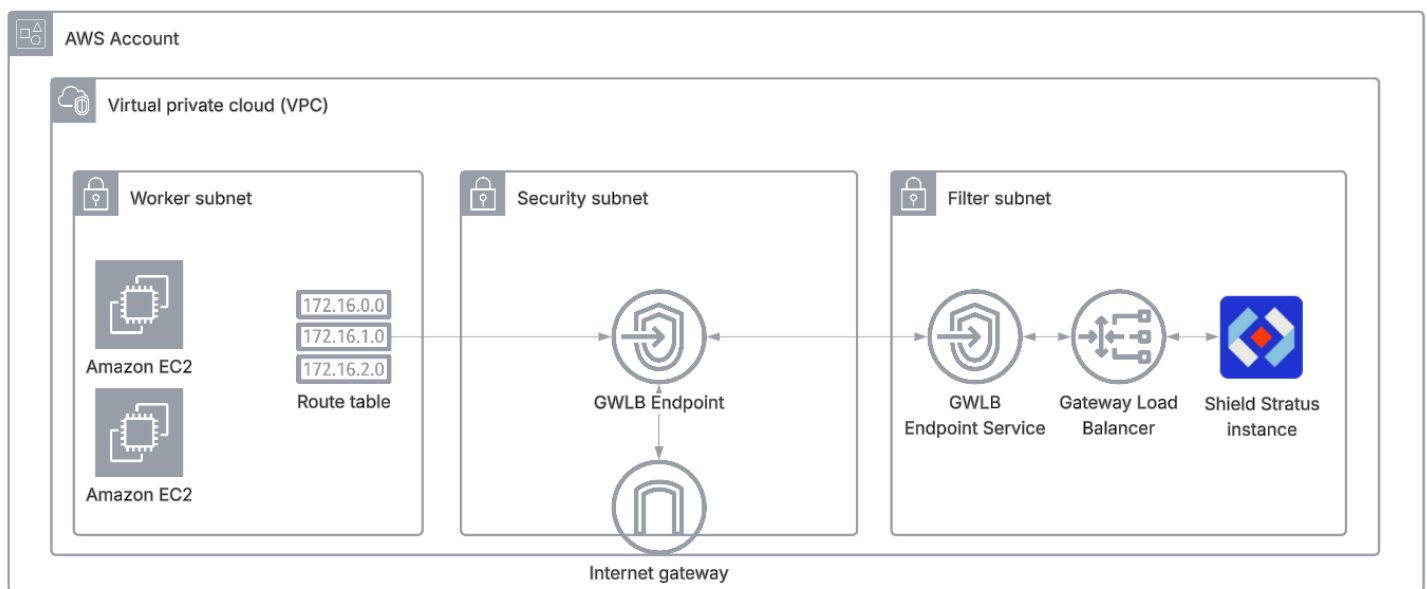 AWS Account
Virtual private cloud (VPC)
Worker subnet
Amazon EC2
Amazon EC2
172.16.0.0
172.16.1.0
172.16.2.0
Route table
Security subnet
GWLB Endpoint
Internet gateway
Filter subnet
GWLB
Endpoint Service
Gateway Load
Balancer
Shield Stratus
instance